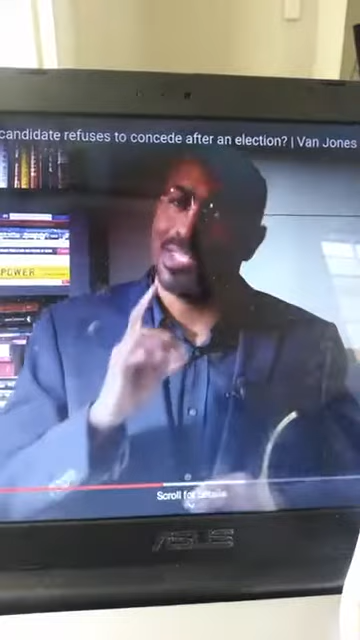 candidate refuses to concede after an election? | Van Jones
POWER
Scroll for details
ASUS